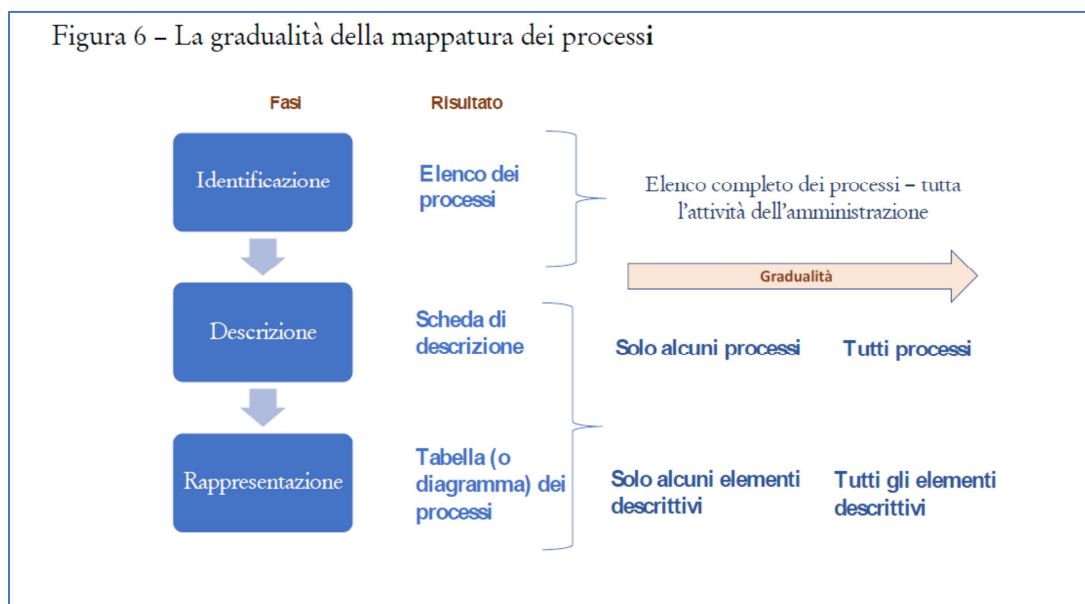 Figura 6 – La gradualità della mappatura dei processi
Fasi
Risultato
Identificazione
Elenco dei
processi
Elenco completo dei processi – tutta
l'attività dell'amministrazione
Gradualità
Descrizione
Scheda di
descrizione
Solo alcuni processi
Tutti processi
Rappresentazione
Tabella (o
diagramma) dei
processi
Solo alcuni elementi
descrittivi
Tutti gli elementi
descrittivi